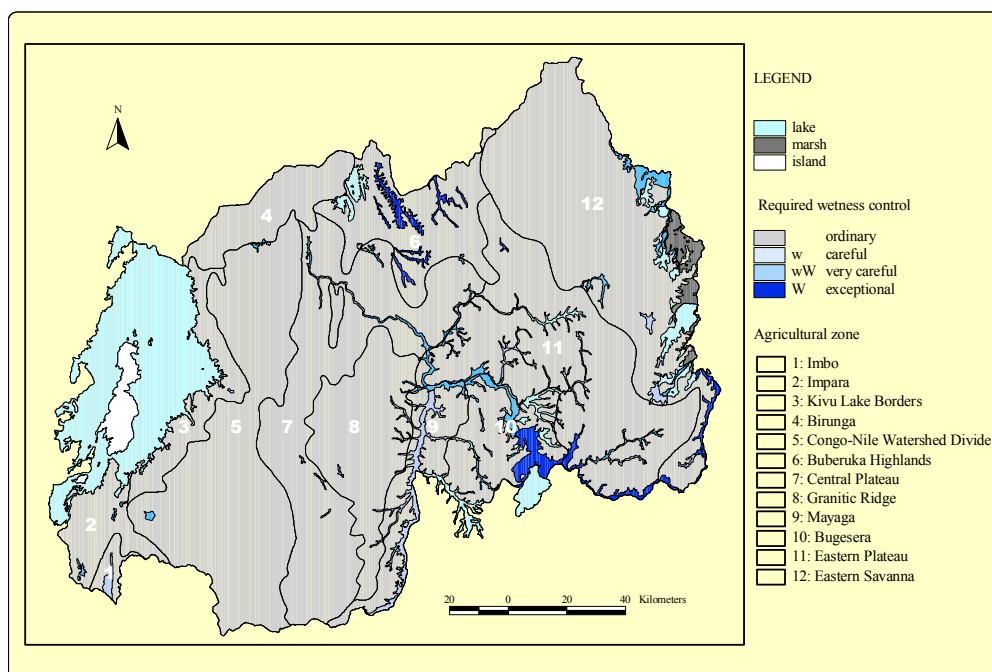 N
1
2
3
4
5
6
7
8
9
10
11
12
20 0 20 40 Kilometers
LEGEND
lake
marsh
island
Required wetness control
ordinary
w careful
wW very careful
W exceptional
Agricultural zone
1: Imbo
2: Impara
3: Kivu Lake Borders
4: Birunga
5: Congo-Nile Watershed Divide
6: Buberuka Highlands
7: Central Plateau
8: Granitic Ridge
9: Mayaga
10: Bugesera
11: Eastern Plateau
12: Eastern Savanna